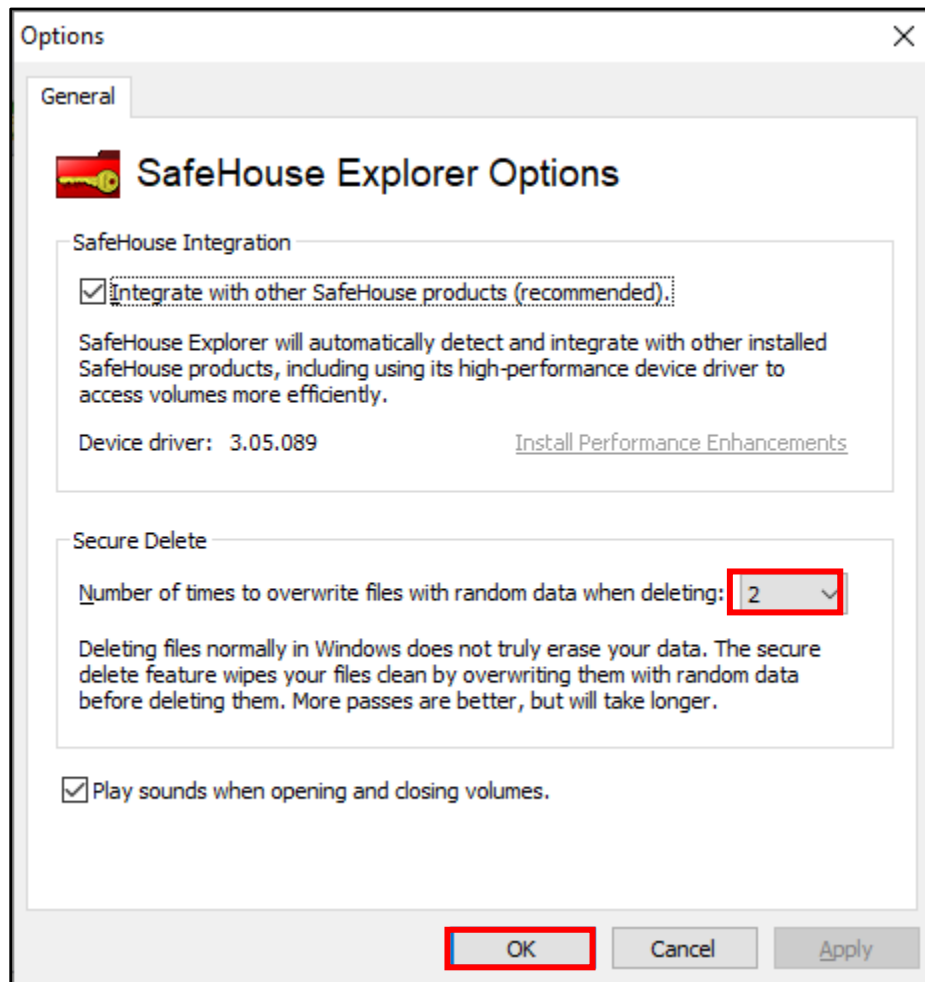 Options
General
SafeHouse Explorer Options
SafeHouse Integration
Integrate with other SafeHouse products (recommended).
SafeHouse Explorer will automatically detect and integrate with other installed
SafeHouse products, including using its high-performance device driver to
access volumes more efficiently.
Device driver: 3.05.089 Install Performance Enhancements
Secure Delete
Number of times to overwrite files with random data when deleting: 2
Deleting files normally in Windows does not truly erase your data. The secure
delete feature wipes your files clean by overwriting them with random data
before deleting them. More passes are better, but will take longer.
Play sounds when opening and closing volumes.
OK Cancel Apply